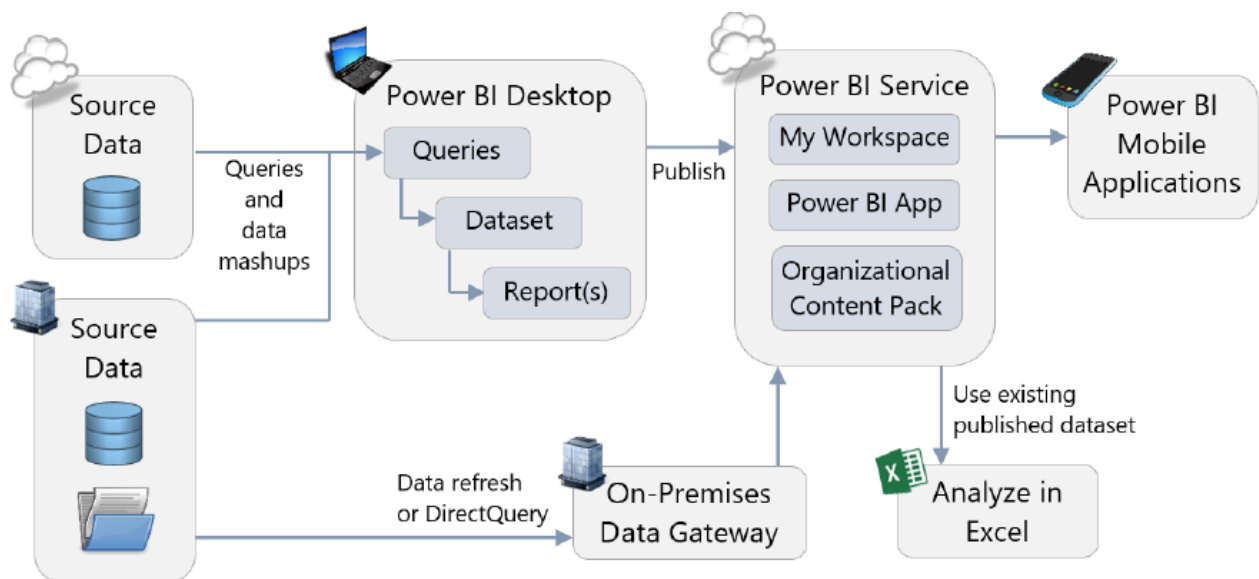 Source
Data
Queries
and
data
mashups
Source
Data
Power BI Desktop
Queries
Dataset
Report(s)
Publish
Power BI Service
My Workspace
Power BI App
Organizational
Content Pack
Power BI
Mobile
Applications
Data refresh
or DirectQuery
On-Premises
Data Gateway
Use existing
published dataset
X
Analyze in
Excel